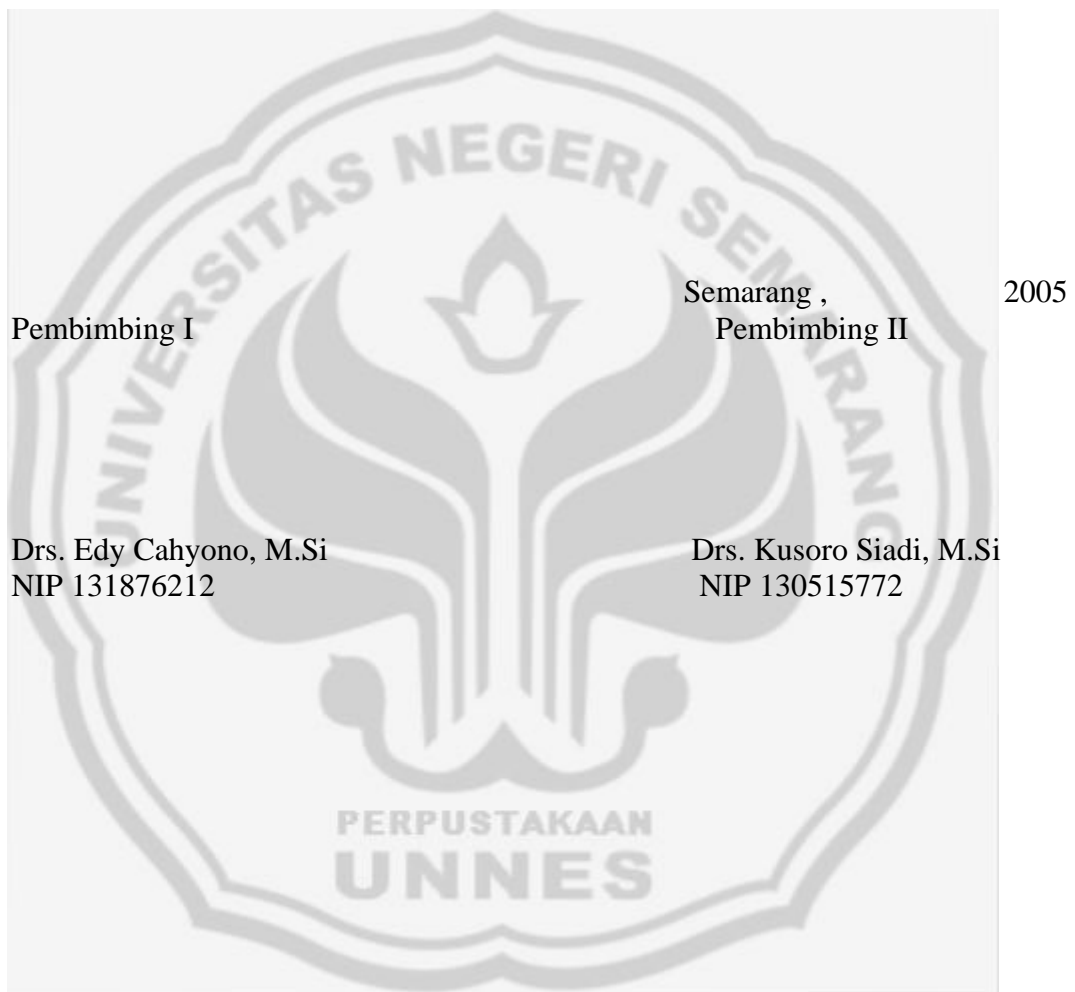 UNIVERSITAS NEGERI SEMARANG
Semarang , 2005
Pembimbing I Pembimbing II
Drs. Edy Cahyono, M.Si Drs. Kusoro Siadi, M.Si
NIP 131876212 NIP 130515772
PERPUSTAKAAN
UNNES